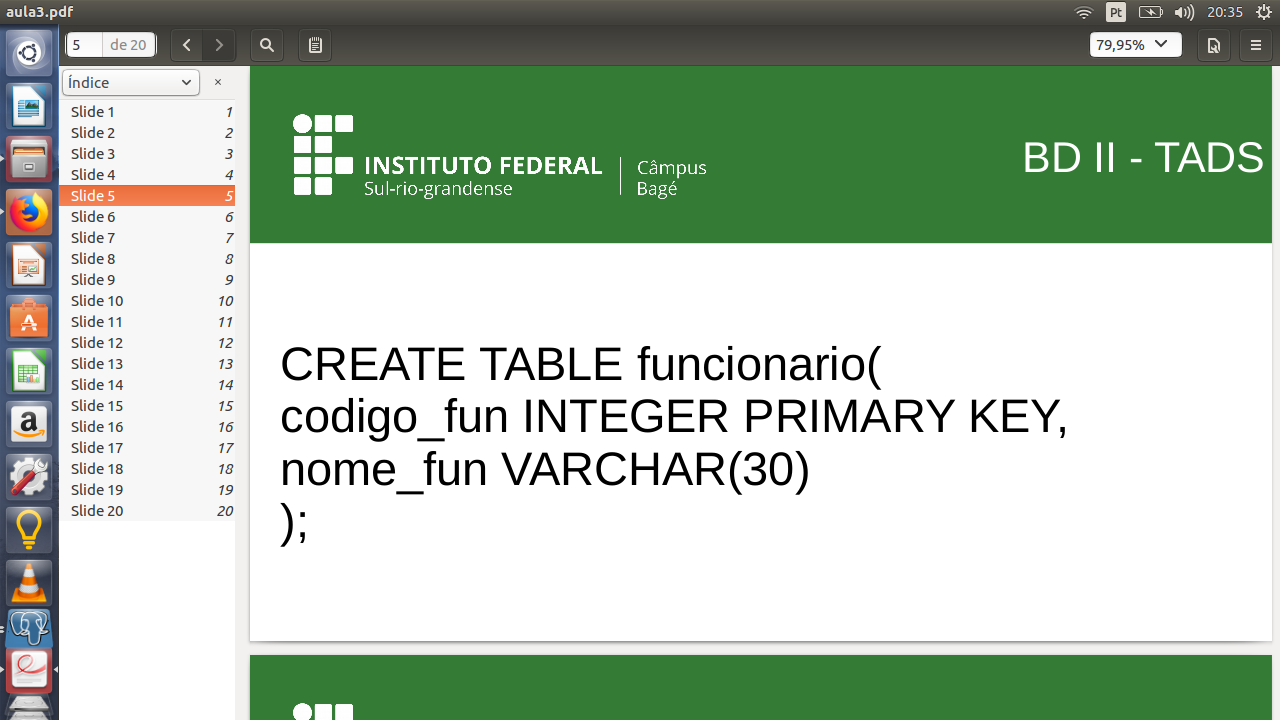 aula3.pdf
Pt
20:35
5 de 20
79,95%
Índice ×
Slide 1 1
Slide 2 2
Slide 3 3
Slide 4 4
Slide 5 5
Slide 6 6
Slide 7 7
Slide 8 8
Slide 9 9
Slide 10 10
Slide 11 11
Slide 12 12
Slide 13 13
Slide 14 14
Slide 15 15
Slide 16 16
Slide 17 17
Slide 18 18
Slide 19 19
Slide 20 20
INSTITUTO FEDERAL
Sul-rio-grandense
Câmpus
Bagé
BD II - TADS
CREATE TABLE funcionario(
codigo_fun INTEGER PRIMARY KEY,
nome_fun VARCHAR(30)
);